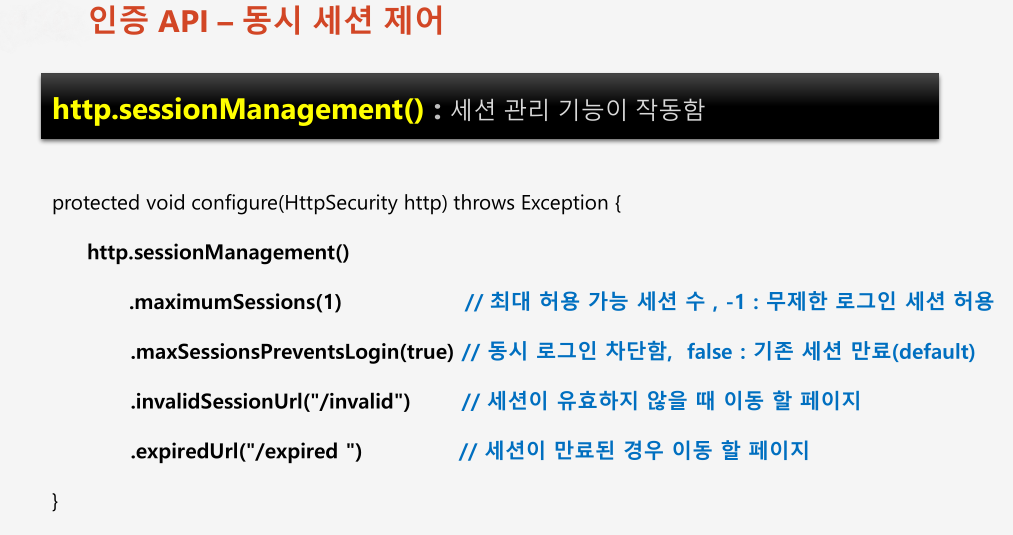 인증 API – 동시 세션 제어
http.sessionManagement() : 세션 관리 기능이 작동함
protected void configure(HttpSecurity http) throws Exception {
http.sessionManagement()
.maximumSessions(1) // 최대 허용 가능 세션 수 , -1 : 무제한 로그인 세션 허용
.maxSessionsPreventsLogin(true) // 동시 로그인 차단함, false : 기존 세션 만료(default)
.invalidSessionUrl("/invalid") // 세션이 유효하지 않을 때 이동 할 페이지
.expiredUrl("/expired ") // 세션이 만료된 경우 이동 할 페이지
}